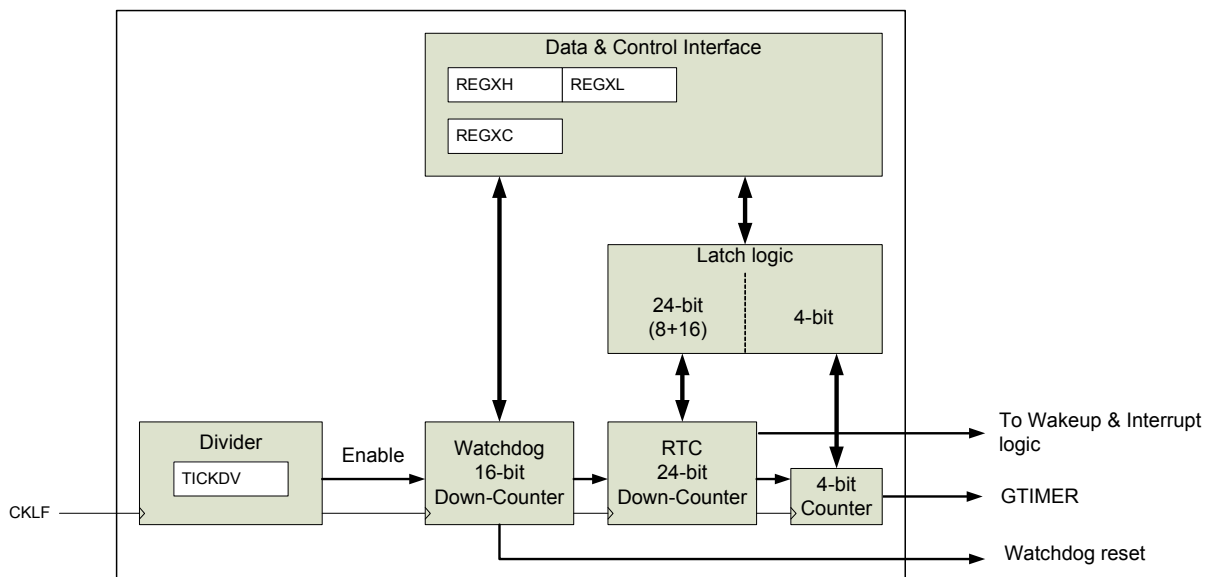 Data & Control Interface
REGXH
REGXL
REGXC
Latch logic
24-bit
(8+16)
4-bit
Divider
TICKDV
Enable
Watchdog
16-bit
Down-Counter
RTC
24-bit
Down-Counter
4-bit
Counter
To Wakeup & Interrupt
logic
GTIMER
CKLF
Watchdog reset